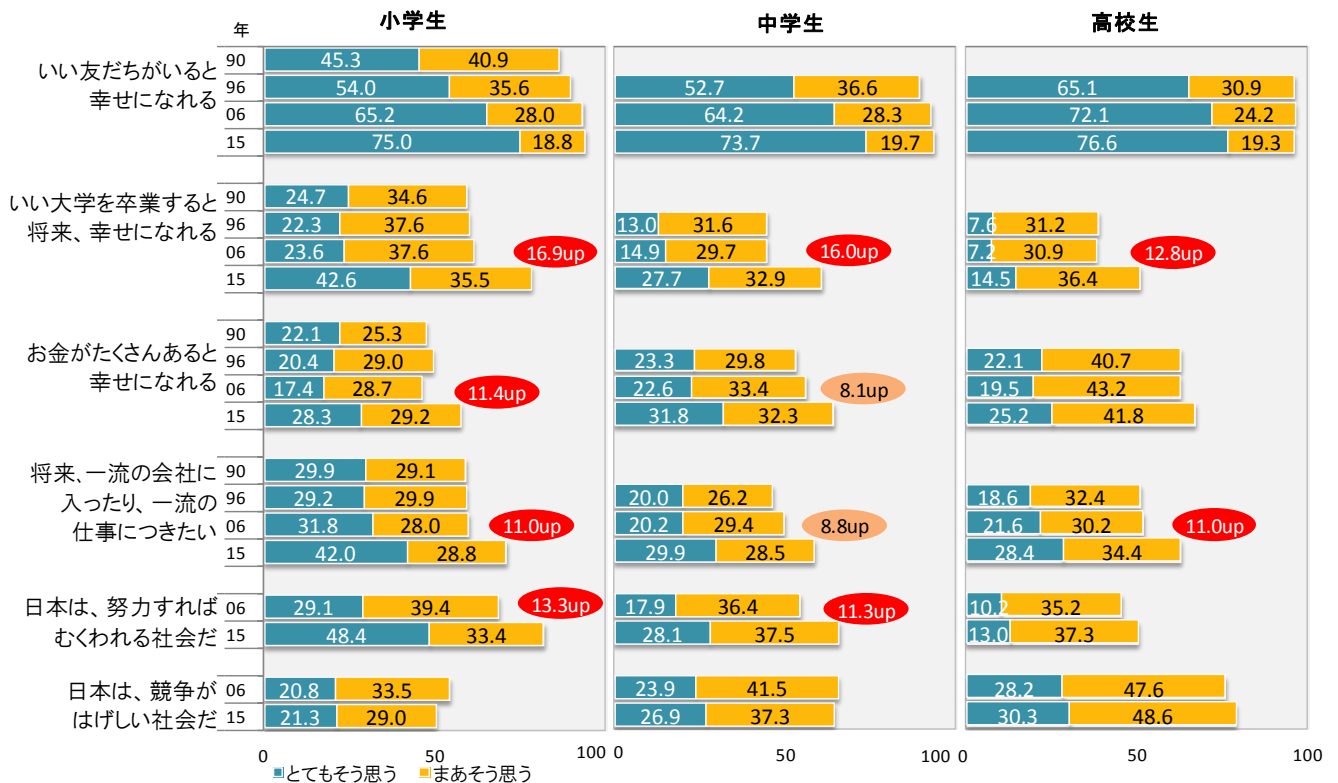 小学生 中学生 高校生
年
いい友だちがいると
幸せになれる
90 45.3 40.9
96 54.0 35.6 52.7 36.6 65.1 30.9
06 65.2 28.0 64.2 28.3 72.1 24.2
15 75.0 18.8 73.7 19.7 76.6 19.3
いい大学を卒業すると
将来、幸せになれる
90 24.7 34.6
96 22.3 37.6 13.0 31.6 7.6 31.2
06 23.6 37.6 16.9up 14.9 29.7 16.0up 7.2 30.9 12.8up
15 42.6 35.5 27.7 32.9 14.5 36.4
お金がたくさんあると
幸せになれる
90 22.1 25.3
96 20.4 29.0 23.3 29.8 22.1 40.7
06 17.4 28.7 11.4up 22.6 33.4 8.1up 19.5 43.2
15 28.3 29.2 31.8 32.3 25.2 41.8
将来、一流の会社に
入ったり、一流の
仕事につきたい
90 29.9 29.1
96 29.2 29.9 20.0 26.2 18.6 32.4
06 31.8 28.0 11.0up 20.2 29.4 8.8up 21.6 30.2 11.0up
15 42.0 28.8 29.9 28.5 28.4 34.4
日本は、努力すれば
むくわれる社会だ
06 29.1 39.4 13.3up 17.9 36.4 11.3up 10.2 35.2
15 48.4 33.4 28.1 37.5 13.0 37.3
日本は、競争が
はげしい社会だ
06 20.8 33.5 23.9 41.5 28.2 47.6
15 21.3 29.0 26.9 37.3 30.3 48.6
0 50 100 0 50 100 0 50 100
とてもそう思う まあそう思う